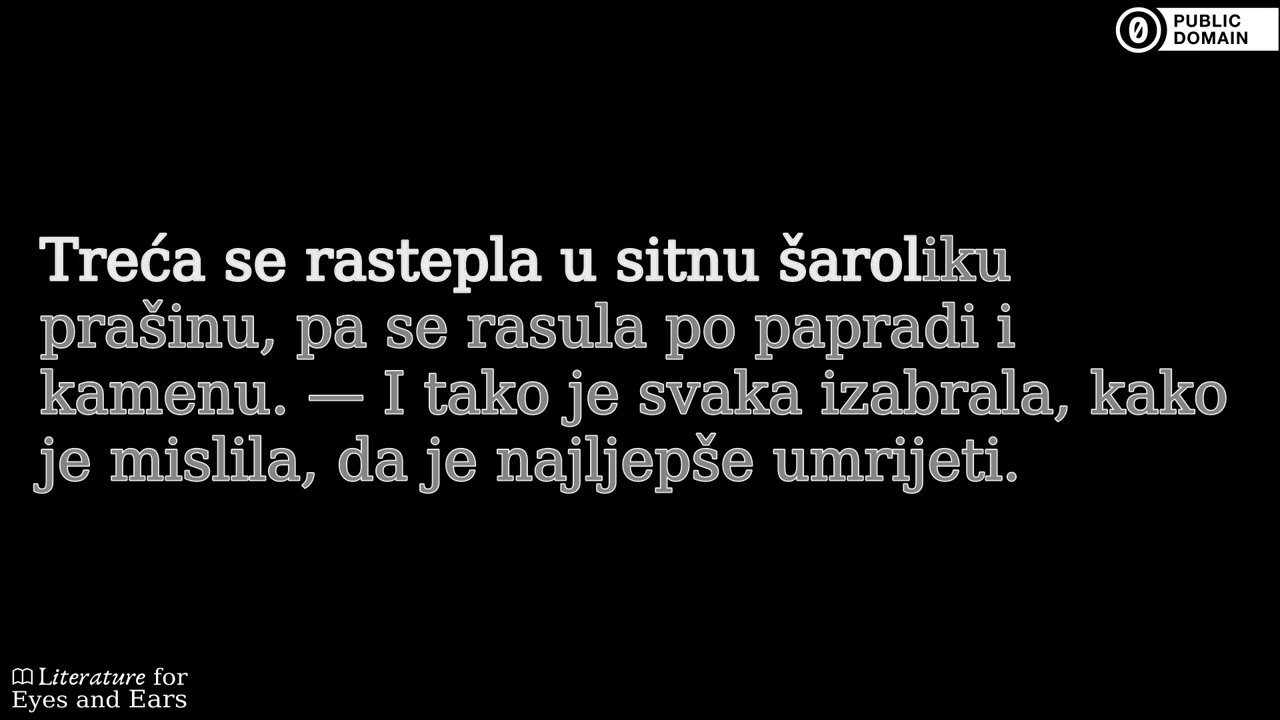 PUBLIC
DOMAIN
Treća se rastepla u sitnu šaroliku
prašinu, pa se rasula po papradi i
kamenu. — I tako je svaka izabrala, kako
je mislila, da je najljepše umrijeti.
Literature for
Eyes and Ears